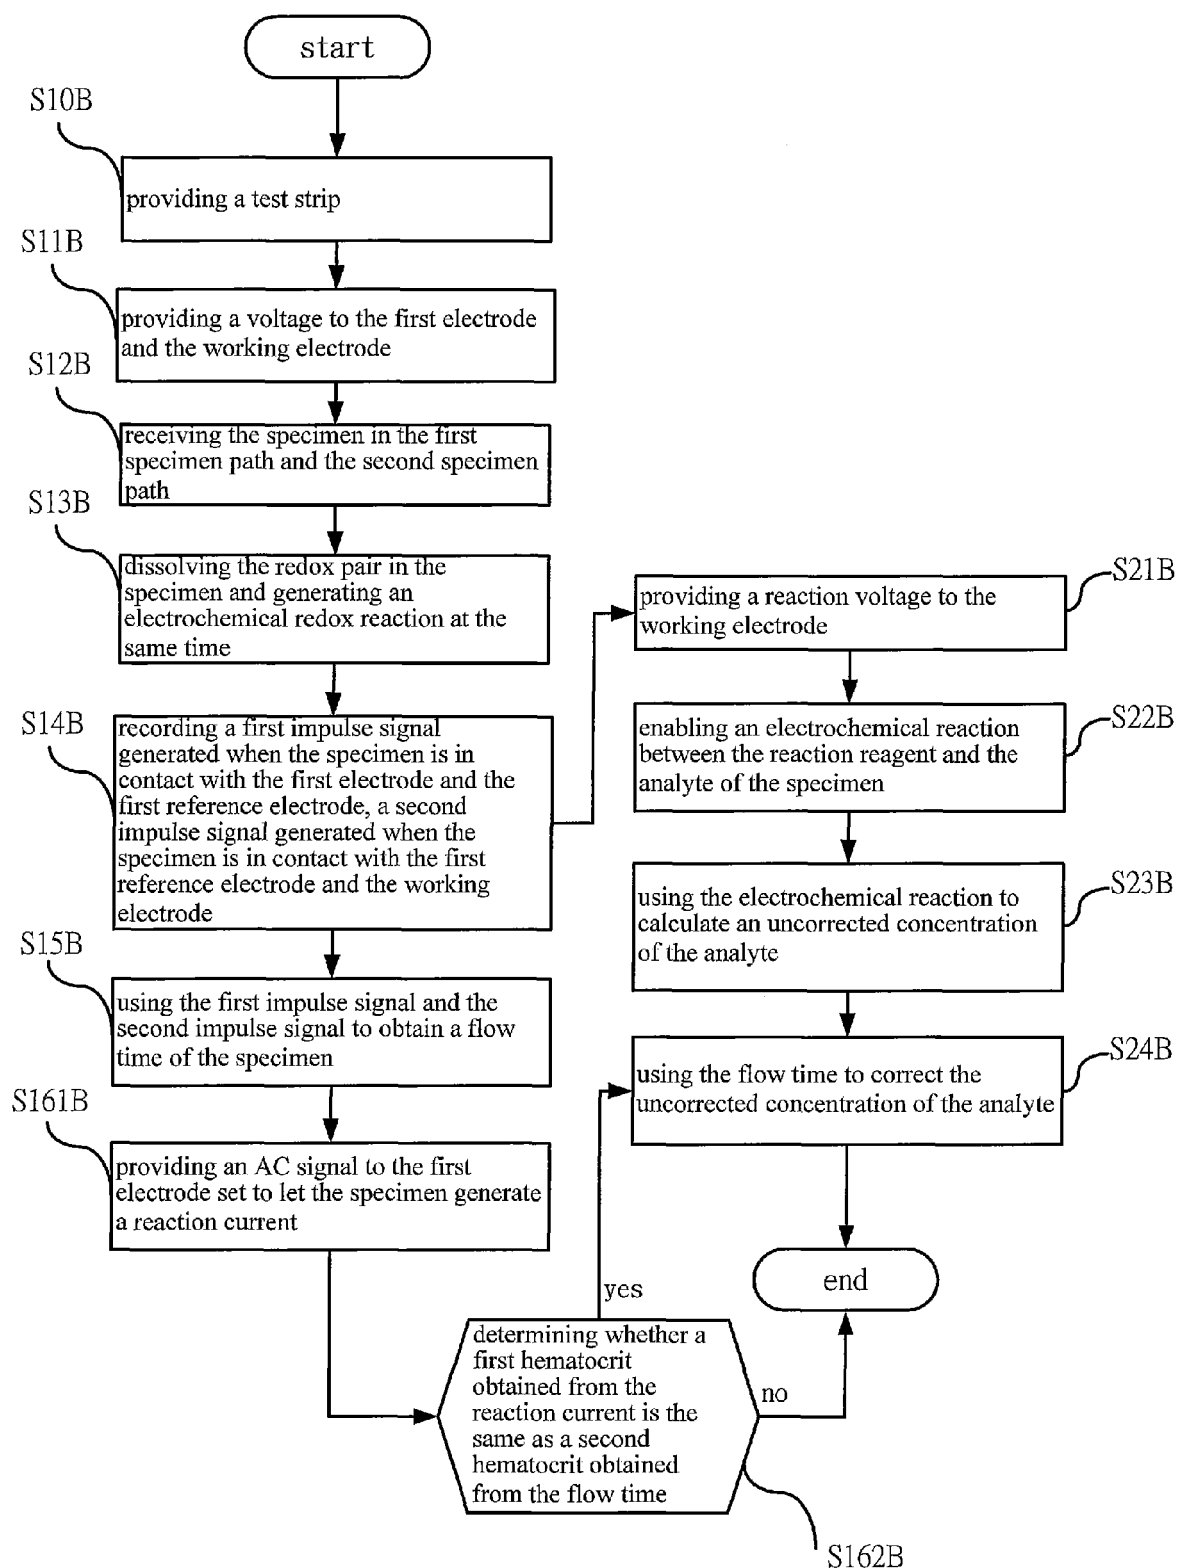 start
S10B
providing a test strip
S11B
providing a voltage to the first electrode
and the working electrode
S12B
receiving the specimen in the first
specimen path and the second specimen
path
S13B
dissolving the redox pair in the
specimen and generating an
electrochemical redox reaction at the
same time
S14B
recording a first impulse signal
generated when the specimen is in
contact with the first electrode and the
first reference electrode, a second
impulse signal generated when the
specimen is in contact with the first
reference electrode and the working
electrode
S15B
using the first impulse signal and the
second impulse signal to obtain a flow
time of the specimen
S161B
providing an AC signal to the first
electrode set to let the specimen generate
a reaction current
determining whether a
first hematocrit
obtained from the
reaction current is the
same as a second
hematocrit obtained
from the flow time
S162B
yes
no
S21B
providing a reaction voltage to the
working electrode
S22B
enabling an electrochemical reaction
between the reaction reagent and the
analyte of the specimen
S23B
using the electrochemical reaction to
calculate an uncorrected concentration
of the analyte
S24B
using the flow time to correct the
uncorrected concentration of the analyte
end